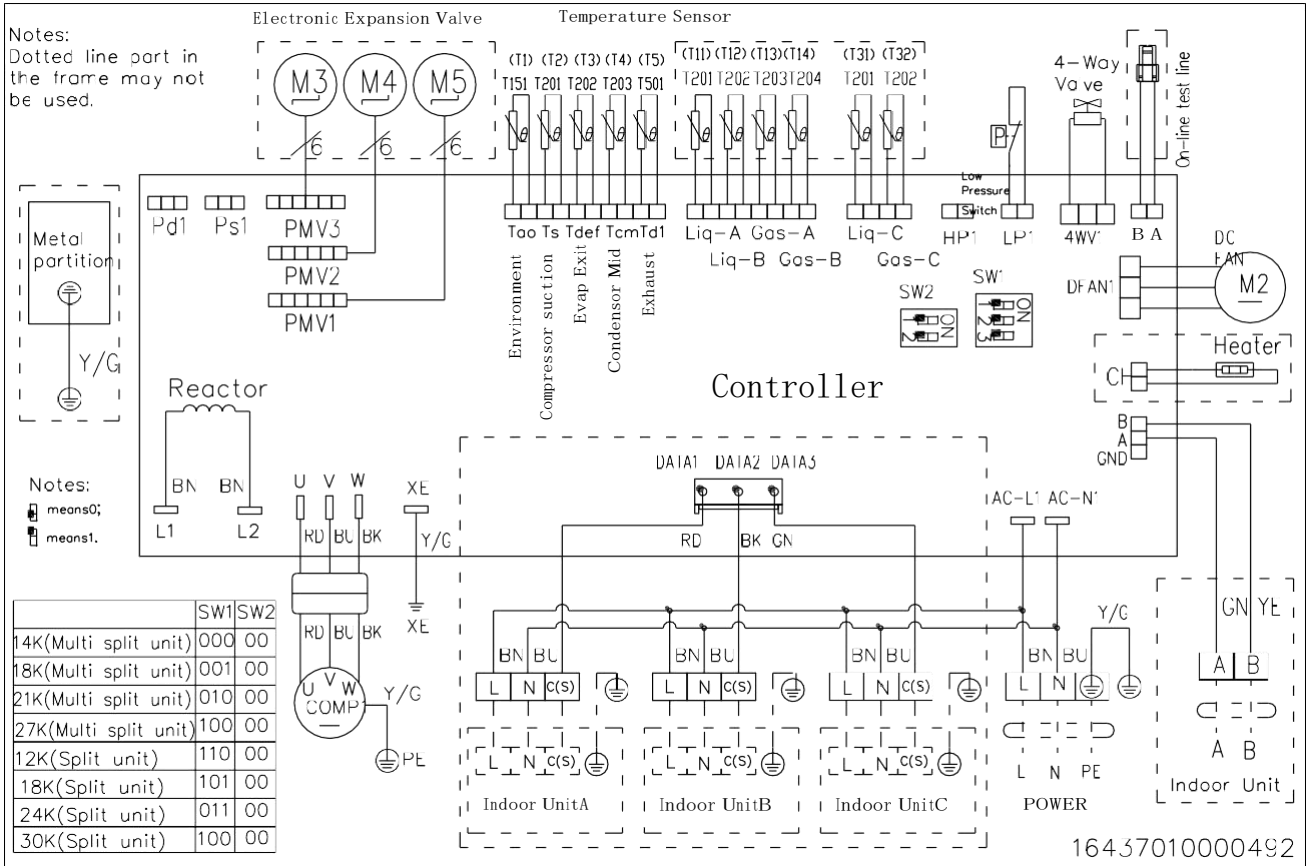 Electronic Expansion Valve
Temperature Sensor
Notes:
Dotted line part in
the frame may not
be used.
M3 M4 M5
6 6 6
(T1) (T2) (T3) (T4) (T5)
T151 T201 T202 T203 T501
(T11) (T12) (T13) (T14)
T201 T202 T203 T204
(T31) (T32)
T201 T202
θ θ θ θ θ θ θ θ θ θ θ
P
4-Way
Va ve
On-line test line
Low
Pressure
Switch
Pd1 Ps1 PMV3
PMV2
PMV1
Tao Ts Tdef Tcm Td1
Environment
Compressor suction
Evap Exit
Condensor Mid
Exhaust
Liq-A Gas-A
Liq-B Gas-B
Liq-C
Gas-C
HP1 LP1 4WV1 B A
Metal
partition
Y/G
DC
FAN
DFAN1
M2
SW2
1
2
ON
SW1
1
2
3
ON
Heater
CH
B
A
GND
Controller
Reactor
BN BN
L1 L2
Notes:
means0;
means1.
U V W
RD BU BK
RD BU BK
U V W
COMP
Y/G
PE
XE
Y/G
XE
DATA1 DATA2 DATA3
RD BK GN
AC-L1 AC-N1
Y/G
BN BU
BN BU
BN BU
BN BU
L N C(S)
L N C(S)
L N C(S)
L N
L N C(S)
L N C(S)
L N C(S)
Indoor UnitA
Indoor UnitB
Indoor UnitC
L N PE
POWER
GN YE
A B
A B
Indoor Unit
SW1 SW2
14K(Multi split unit) 000 00
18K(Multi split unit) 001 00
21K(Multi split unit) 010 00
27K(Multi split unit) 100 00
12K(Split unit) 110 00
18K(Split unit) 101 00
24K(Split unit) 011 00
30K(Split unit) 100 00
16437010000492